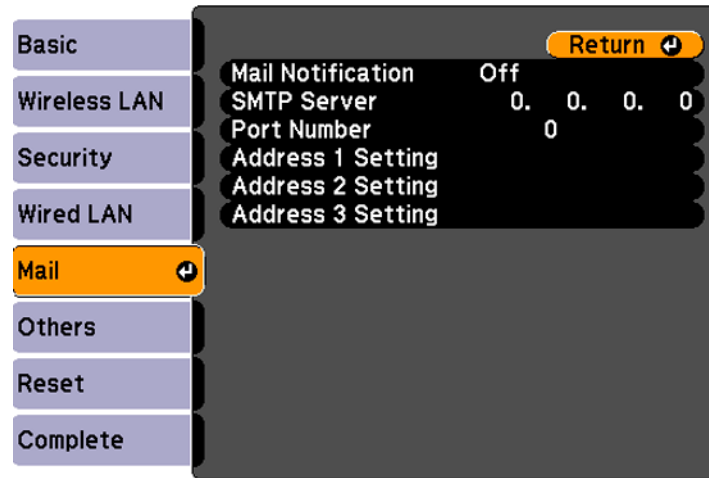 Basic
Wireless LAN
Security
Wired LAN
Mail
Others
Reset
Complete
Return
Mail Notification Off
SMTP Server 0. 0. 0. 0
Port Number 0
Address 1 Setting
Address 2 Setting
Address 3 Setting